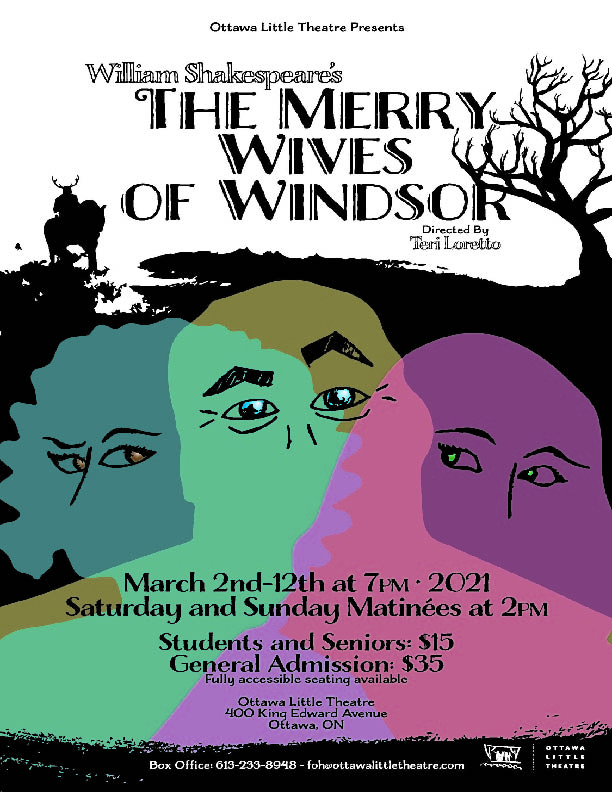 Ottawa Little Theatre Presents
William Shakespeare's
THE MERRY
WIVES
OF WINDSOR
Directed By
Teri Loretto
March 2nd-12th at 7PM · 2021
Saturday and Sunday Matinées at 2PM
Students and Seniors: $15
General Admission: $35
Fully accessible seating available
Ottawa Little Theatre
400 King Edward Avenue
Ottawa, ON
Box Office: 613-233-8948 - foh@ottawalittletheatre.com
OTTAWA
LITTLE
THEATRE